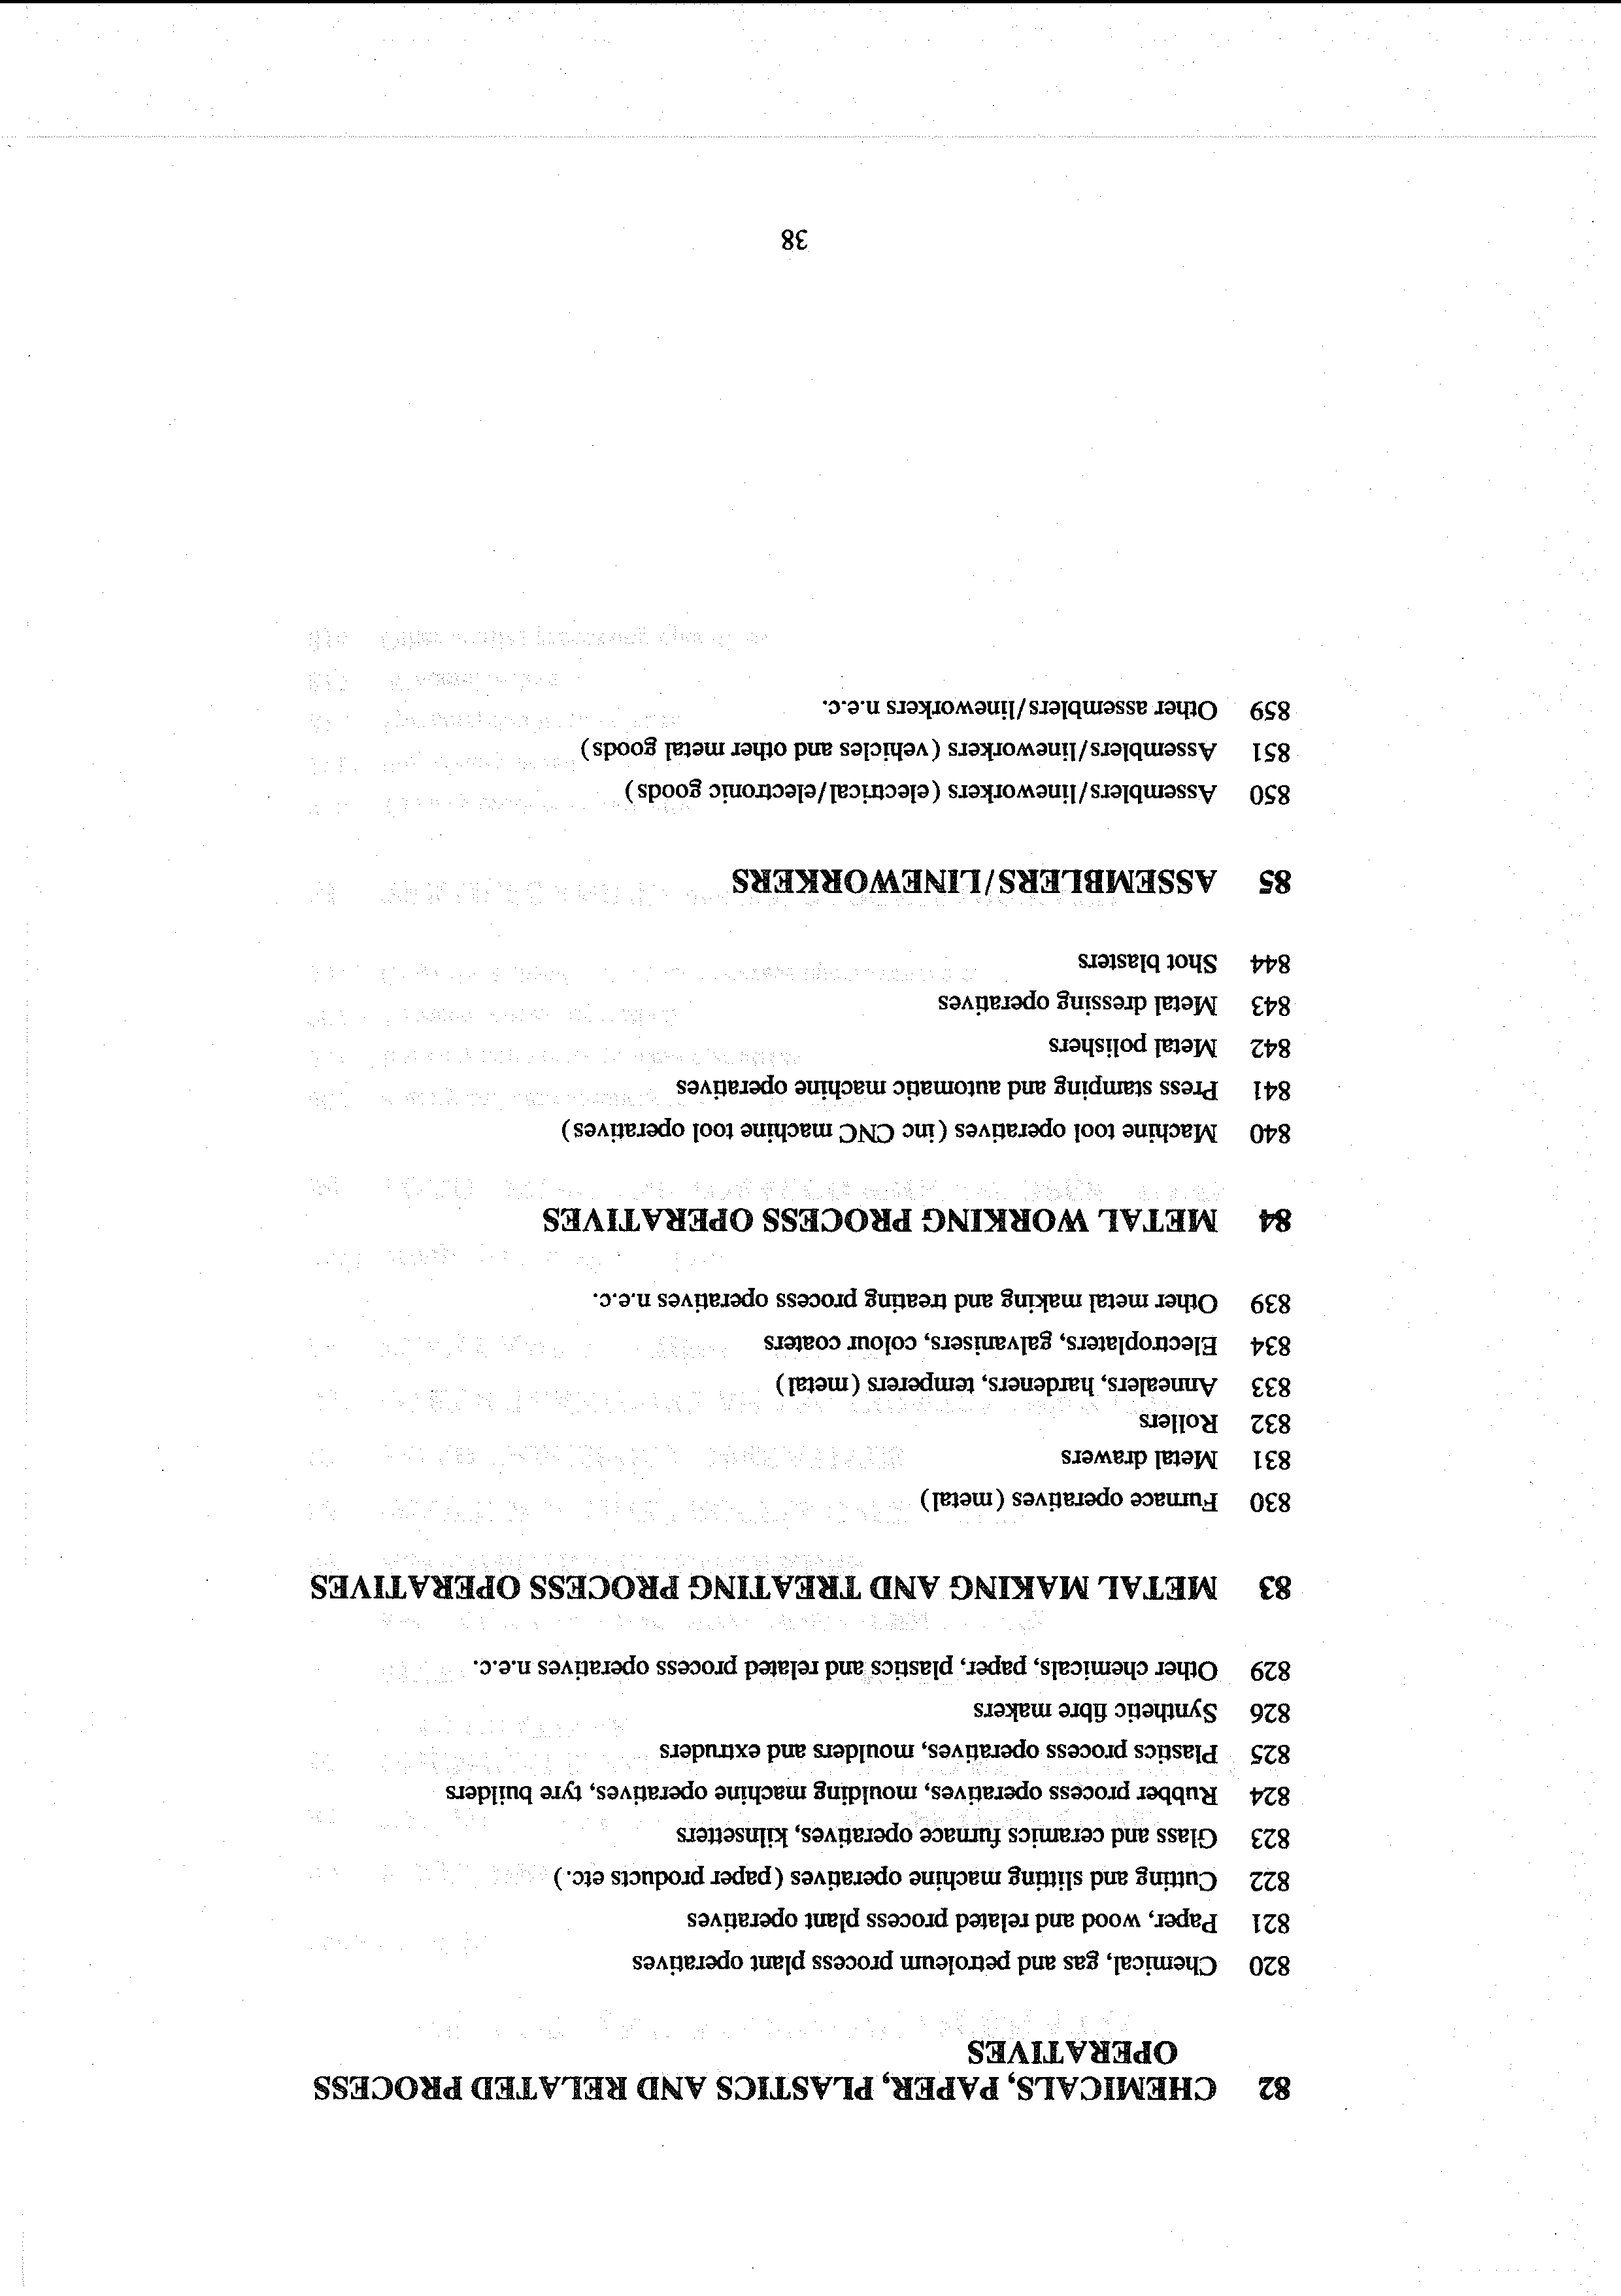 82 CHEMICALS, PAPER, PLASTICS AND RELATED PROCESS
OPERATIVES
820 Chemical, gas and petroleum process plant operatives
821 Paper, wood and related process plant operatives
822 Cutting and slitting machine operatives (paper products etc.)
823 Glass and ceramics furnace operatives, kilnsetters
824 Rubber process operatives, moulding machine operatives, tyre builders
825 Plastics process operatives, moulders and extruders
826 Synthetic fibre makers
829 Other chemicals, paper, plastics and related process operatives n.e.c.
83 METAL MAKING AND TREATING PROCESS OPERATIVES
830 Furnace operatives (metal)
831 Metal drawers
832 Rollers
833 Annealers, hardeners, temperers (metal)
834 Electroplaters, galvanisers, colour coaters
839 Other metal making and treating process operatives n.e.c.
84 METAL WORKING PROCESS OPERATIVES
840 Machine tool operatives (inc CNC machine tool operatives)
841 Press stamping and automatic machine operatives
842 Metal polishers
843 Metal dressing operatives
844 Shot blasters
85 ASSEMBLERS/LINEWORKERS
850 Assemblers/lineworkers (electrical/electronic goods)
851 Assemblers/lineworkers (vehicles and other metal goods)
859 Other assemblers/lineworkers n.e.c.
38